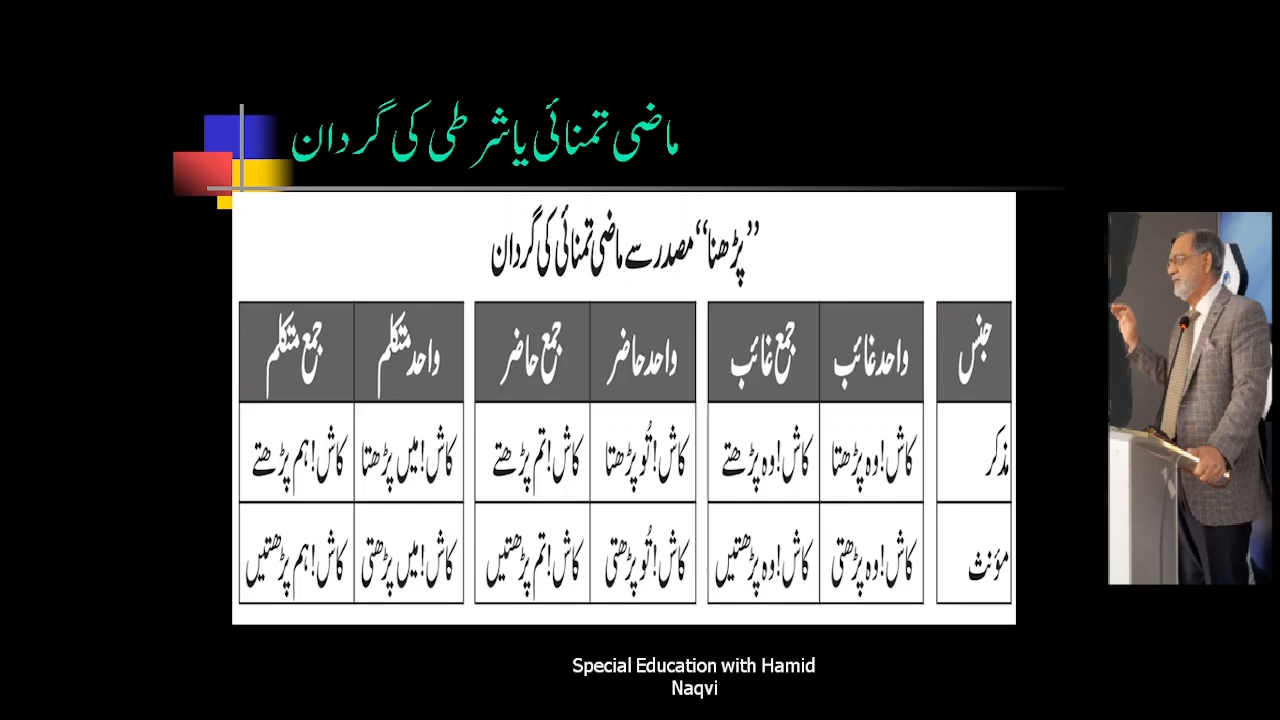 ماضی تمنائی یا شرطی کی گردان
”پڑھنا“ مصدر سے ماضی تمنائی کی گردان
جنس واحد غائب جمع غائب واحد حاضر جمع حاضر واحد متکلم جمع متکلم
مذکر کاش!وہ پڑھتا کاش!وہ پڑھتے کاش!تُو پڑھتا کاش!تم پڑھتے کاش!میں پڑھتا کاش!ہم پڑھتے
مؤنث کاش!وہ پڑھتی کاش!وہ پڑھتیں کاش!تُو پڑھتی کاش!تم پڑھتیں کاش!میں پڑھتی کاش!ہم پڑھتیں
Special Education with Hamid
Naqvi